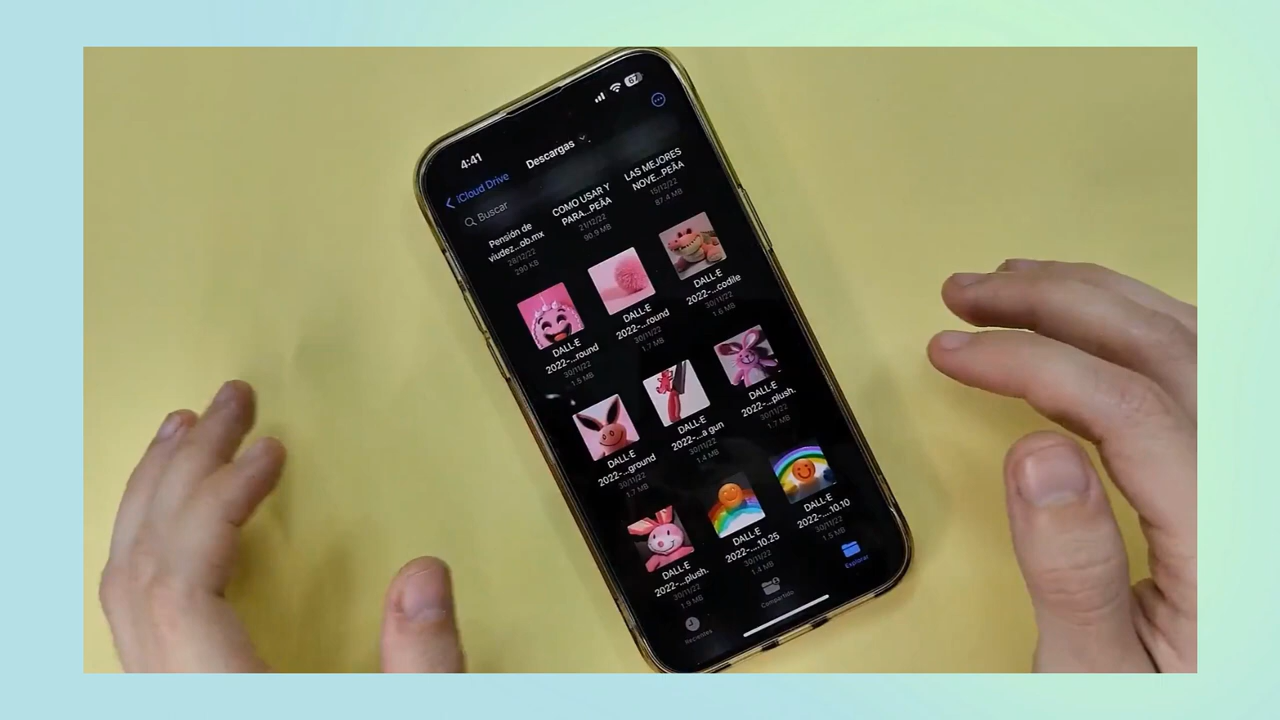 4:41
67
iCloud Drive
Descargas
Buscar
Pensión de
viudez...ob.mx
28/12/22
290 KB
COMO USAR Y
PARA...PEÃA
21/12/22
90.9 MB
LAS MEJORES
NOVE...PEÃA
15/12/22
87.4 MB
DALL·E
2022-...round
30/11/22
1.5 MB
DALL·E
2022-...round
30/11/22
1.7 MB
DALL·E
2022-...codile
30/11/22
1.6 MB
DALL·E
2022-...ground
30/11/22
1.7 MB
DALL·E
2022-...a gun
30/11/22
1.4 MB
DALL·E
2022-...plush.
30/11/22
1.7 MB
DALL·E
2022-...plush.
30/11/22
1.9 MB
DALL·E
2022-....10.25
30/11/22
1.4 MB
DALL·E
2022-....10.10
30/11/22
1.5 MB
Recientes
Compartido
Explorar